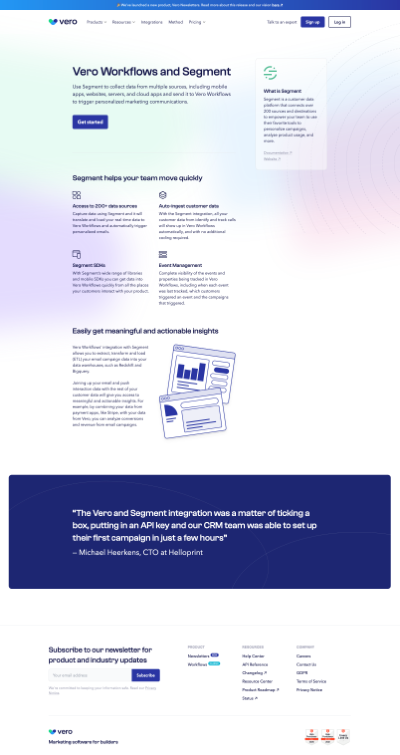 We've launched a new product, Vero Newsletters. Read more about the release and our vision here ↗
vero
Products
Resources
Integrations
Method
Pricing
Talk to an expert
Sign up
Log in
Vero Workflows and Segment
Use Segment to collect data from multiple sources, including mobile
apps, websites, servers, and cloud apps and send it to Vero Workflows
to trigger personalized marketing communications.
Get started
What is Segment
Segment is a customer data
platform that connects over
200 sources and destinations
to empower your team to use
their favorite tools to
personalize campaigns,
analyze product usage, and
more.
Documentation ↗
Website ↗
Segment helps your team move quickly
Access to 200+ data sources
Capture data using Segment and it will
translate and load your real-time data to
Vero Workflows and automatically trigger
personalized emails.
Auto-ingest customer data
With the Segment integration, all your
customer data from identify and track calls
will show up in Vero Workflows
automatically, and with no additional
coding required.
Segment SDKs
With Segment's wide range of libraries
and mobile SDKs you can get data into
Vero Workflows quickly from all the places
your customers interact with your product.
Event Management
Complete visibility of the events and
properties being tracked in Vero
Workflows, including when each event
was last tracked, which customers
triggered an event and the campaigns
that triggered.
Easily get meaningful and actionable insights
Vero Workflows' integration with Segment
allows you to extract, transform and load
(ETL) your email campaign data into your
data warehouse, such as Redshift and
Bigquery.
Joining up your email and push
interaction data with the rest of your
customer data will give you access to
meaningful and actionable insights. For
example, by combining your data from
payment apps, like Stripe, with your data
from Vero, you can analyze conversions
and revenue from email campaigns.
"The Vero and Segment integration was a matter of ticking a
box, putting in an API key and our CRM team was able to set up
their first campaign in just a few hours"
– Michael Heerkens, CTO at Helloprint
Subscribe to our newsletter for
product and industry updates
Your email address
Subscribe
We're committed to keeping your information safe. Read our Privacy
Policy.
PRODUCT
Newsletters
Workflows
RESOURCES
Help Center
API Reference
Changelog ↗
Resource Center
Product Roadmap ↗
Status ↗
COMPANY
Careers
Contact Us
GDPR
Terms of Service
Privacy Notice
vero
Marketing software for builders